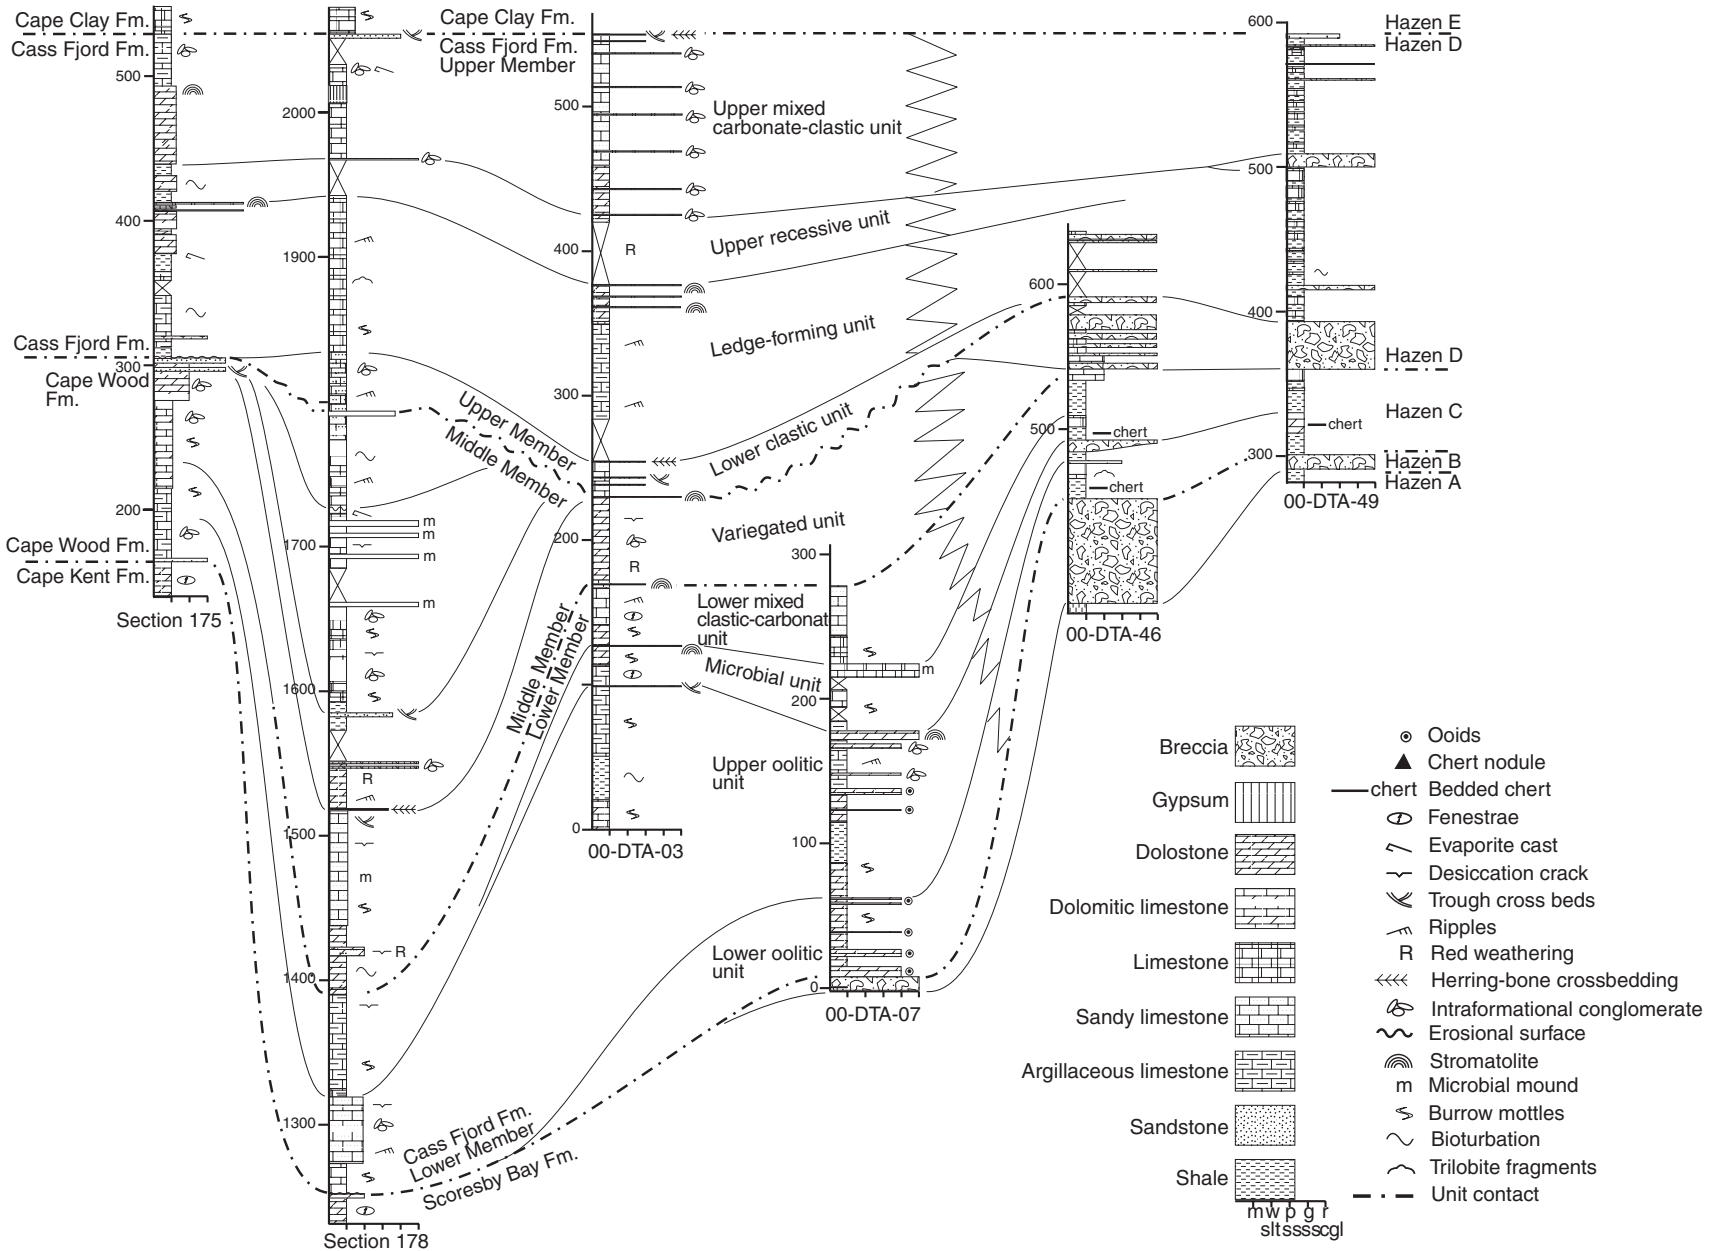 Cape Clay Fm.
Cass Fjord Fm.
500
400
Cass Fjord Fm.
300
Cape Wood
Fm.
200
Cape Wood Fm.
Cape Kent Fm.
Section 175
2000
1900
m
m
1700
m
m
1600
R
1500
m
R
1400
1300
Section 178
Cape Clay Fm.
Cass Fjord Fm.
Upper Member
Upper Member
Middle Member
Middle Member
Lower Member
Cass Fjord Fm.
Lower Member
Scoresby Bay Fm.
500
400
R
300
200
R
0
00-DTA-03
Upper mixed
carbonate-clastic unit
Upper recessive unit
Ledge-forming unit
Lower clastic unit
Variegated unit
Lower mixed
clastic-carbonat
unit
Microbial unit
Upper oolitic
unit
Lower oolitic
unit
300
m
200
100
0
00-DTA-07
600
500
chert
chert
00-DTA-46
600
500
400
chert
300
00-DTA-49
Hazen E
Hazen D
Hazen D
Hazen C
Hazen B
Hazen A
Breccia
Gypsum
Dolostone
Dolomitic limestone
Limestone
Sandy limestone
Argillaceous limestone
Sandstone
Shale
m w p g r
sltsssscgl
Ooids
Chert nodule
chert Bedded chert
Fenestrae
Evaporite cast
Desiccation crack
Trough cross beds
Ripples
R Red weathering
Herring-bone crossbedding
Intraformational conglomerate
Erosional surface
Stromatolite
m Microbial mound
Burrow mottles
Bioturbation
Trilobite fragments
Unit contact